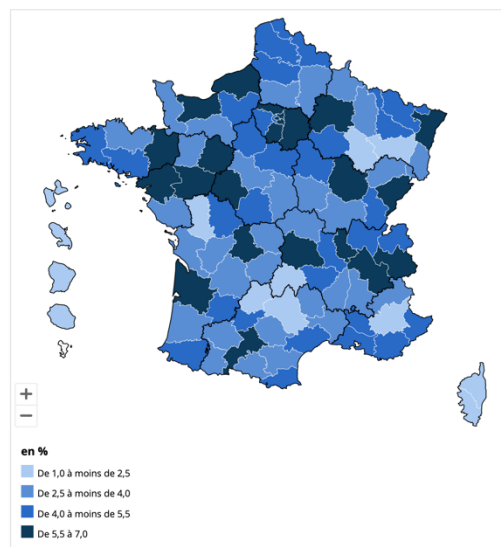 +
−
en %
De 1,0 à moins de 2,5
De 2,5 à moins de 4,0
De 4,0 à moins de 5,5
De 5,5 à 7,0